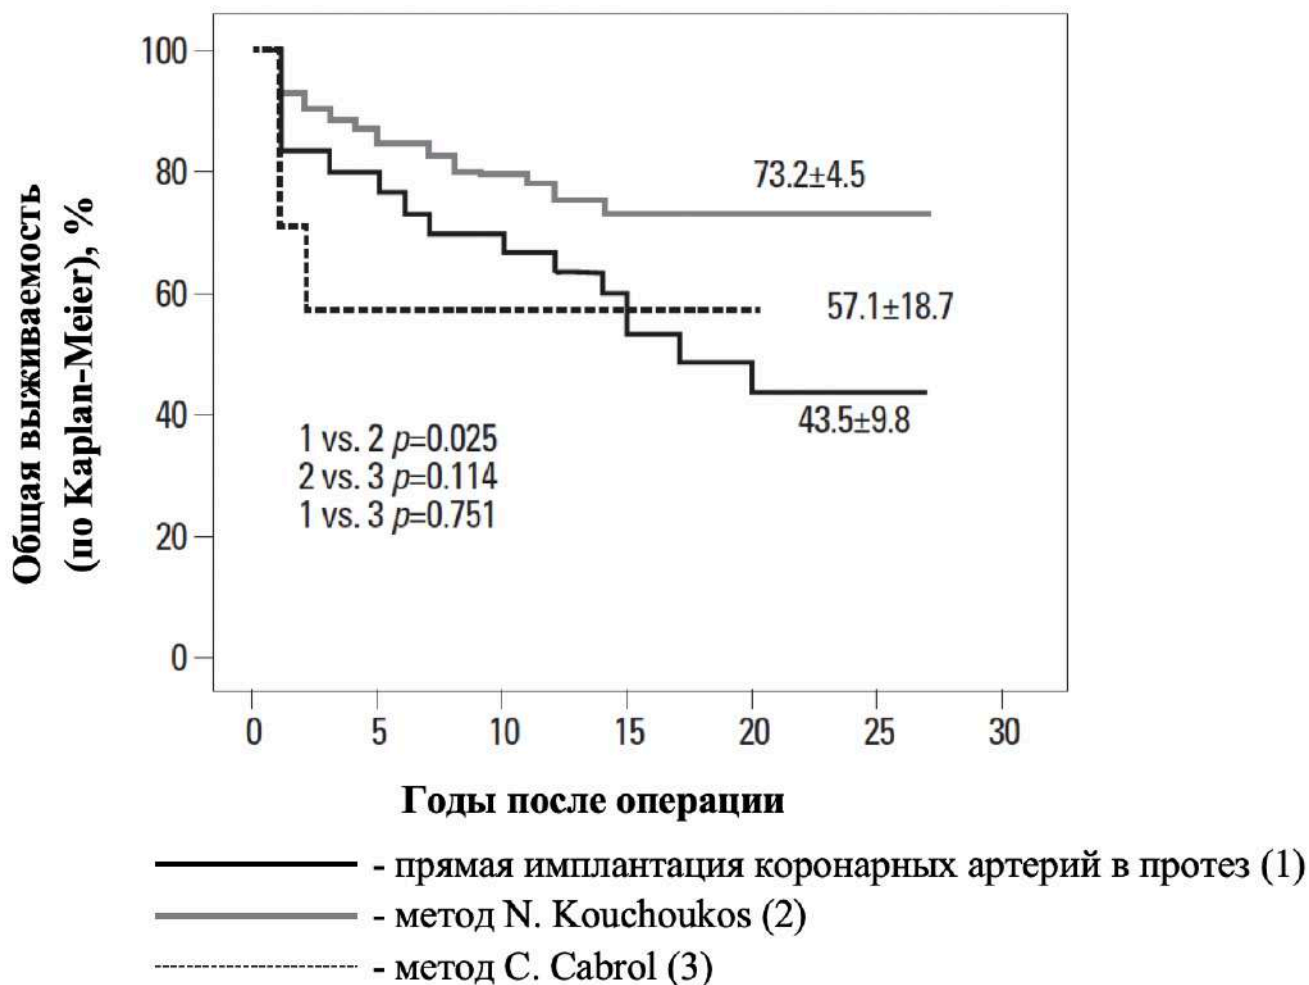 Общая выживаемость
(по Kaplan-Meier), %
100
80
60
40
20
0
73.2±4.5
57.1±18.7
43.5±9.8
1 vs. 2 p=0.025
2 vs. 3 p=0.114
1 vs. 3 p=0.751
0 5 10 15 20 25 30
Годы после операции
- прямая имплантация коронарных артерий в протез (1)
- метод N. Kouchoukos (2)
- метод C. Cabrol (3)